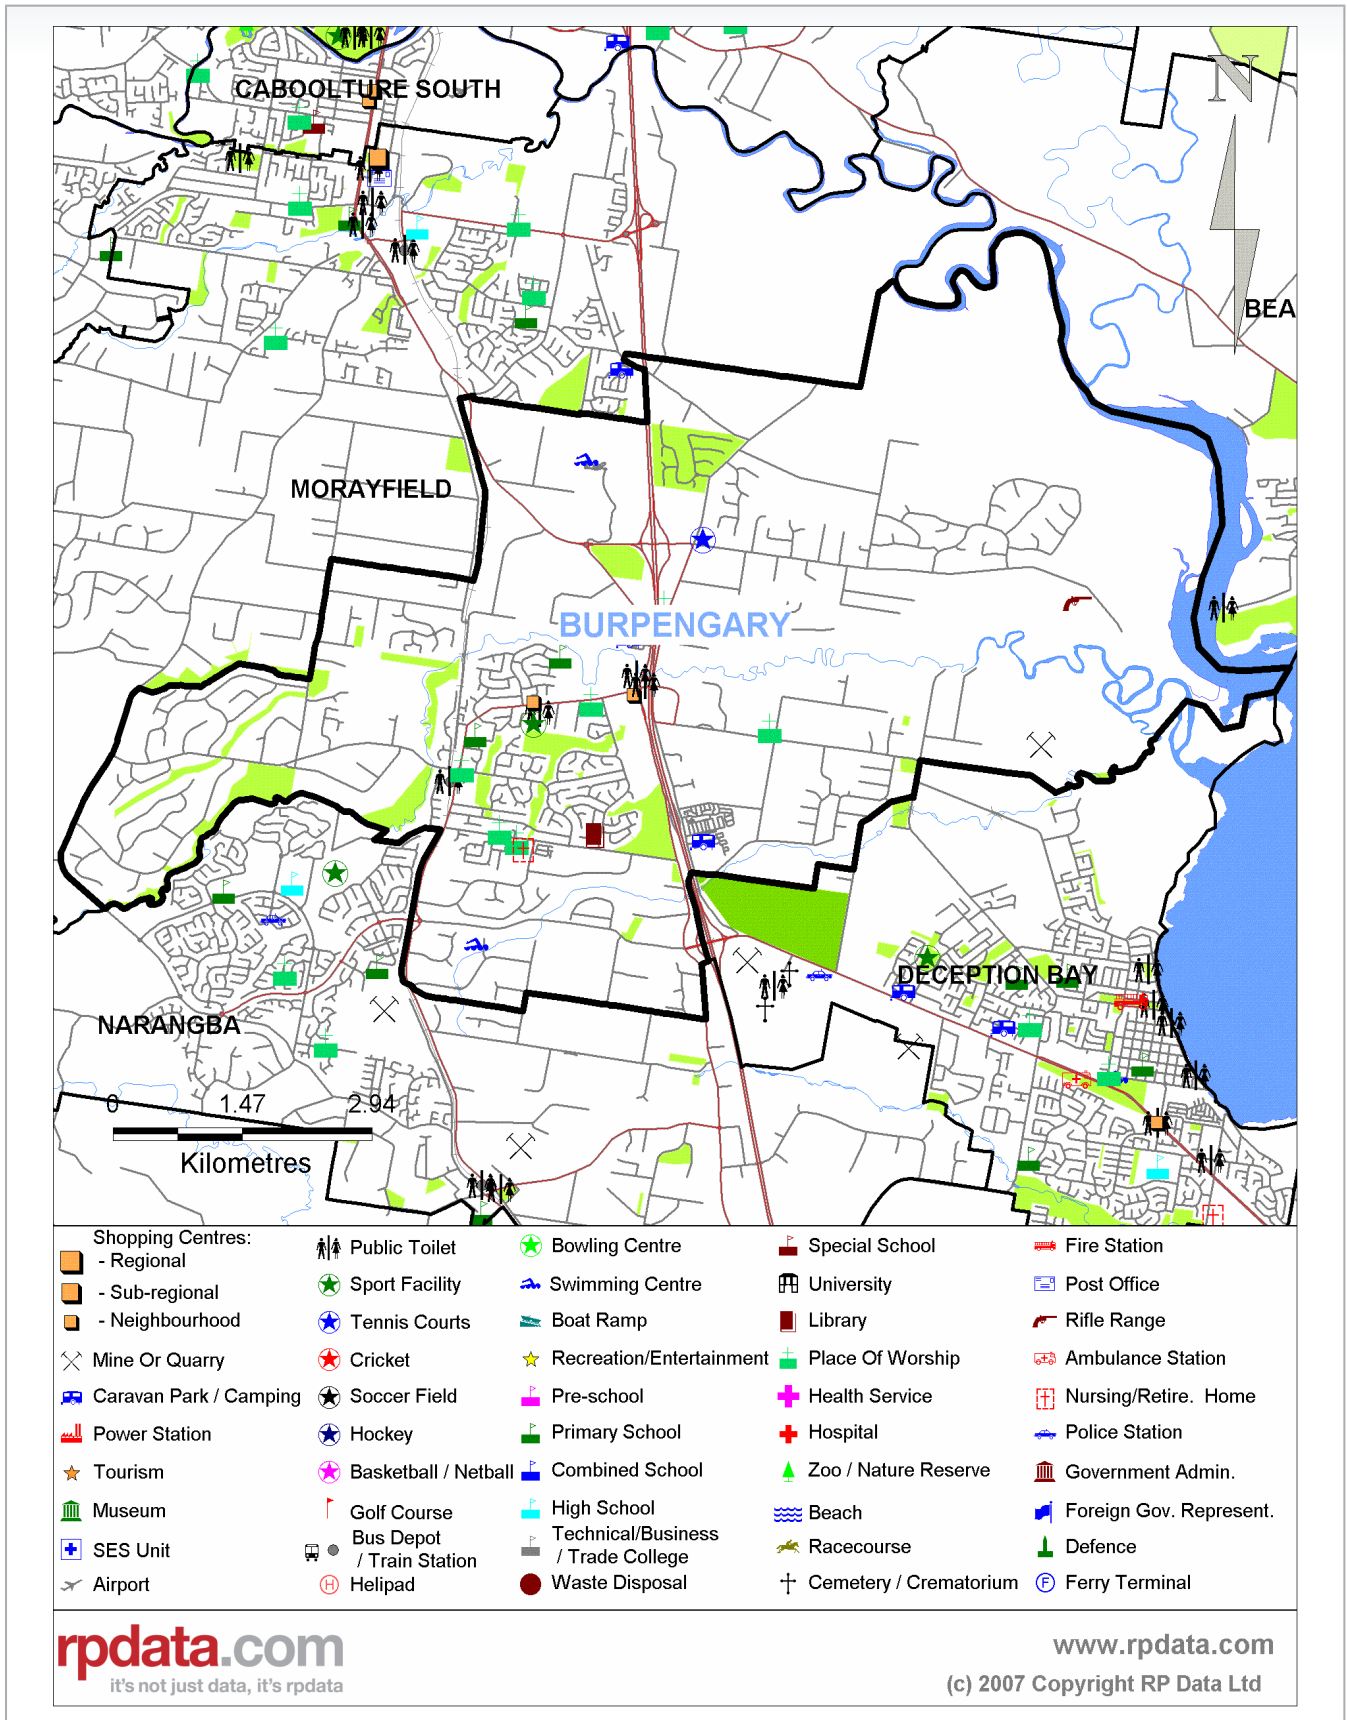 CABOOLTURE SOUTH
N
BEA
MORAYFIELD
BURPENGARY
DECEPTION BAY
NARANGBA
0 1.47 2.94
Kilometres
Shopping Centres:
- Regional
- Sub-regional
- Neighbourhood
Mine Or Quarry
Caravan Park / Camping
Power Station
Tourism
Museum
SES Unit
Airport
Public Toilet
Sport Facility
Tennis Courts
Cricket
Soccer Field
Hockey
Basketball / Netball
Golf Course
Bus Depot
/ Train Station
H Helipad
Bowling Centre
Swimming Centre
Boat Ramp
Recreation/Entertainment
Pre-school
Primary School
Combined School
High School
Technical/Business
/ Trade College
Waste Disposal
Special School
University
Library
Place Of Worship
Health Service
Hospital
Zoo / Nature Reserve
Beach
Racecourse
Cemetery / Crematorium
Fire Station
Post Office
Rifle Range
Ambulance Station
Nursing/Retire. Home
Police Station
Government Admin.
Foreign Gov. Represent.
Defence
F Ferry Terminal
rpdata.com
it's not just data, it's rpdata
www.rpdata.com
(c) 2007 Copyright RP Data Ltd